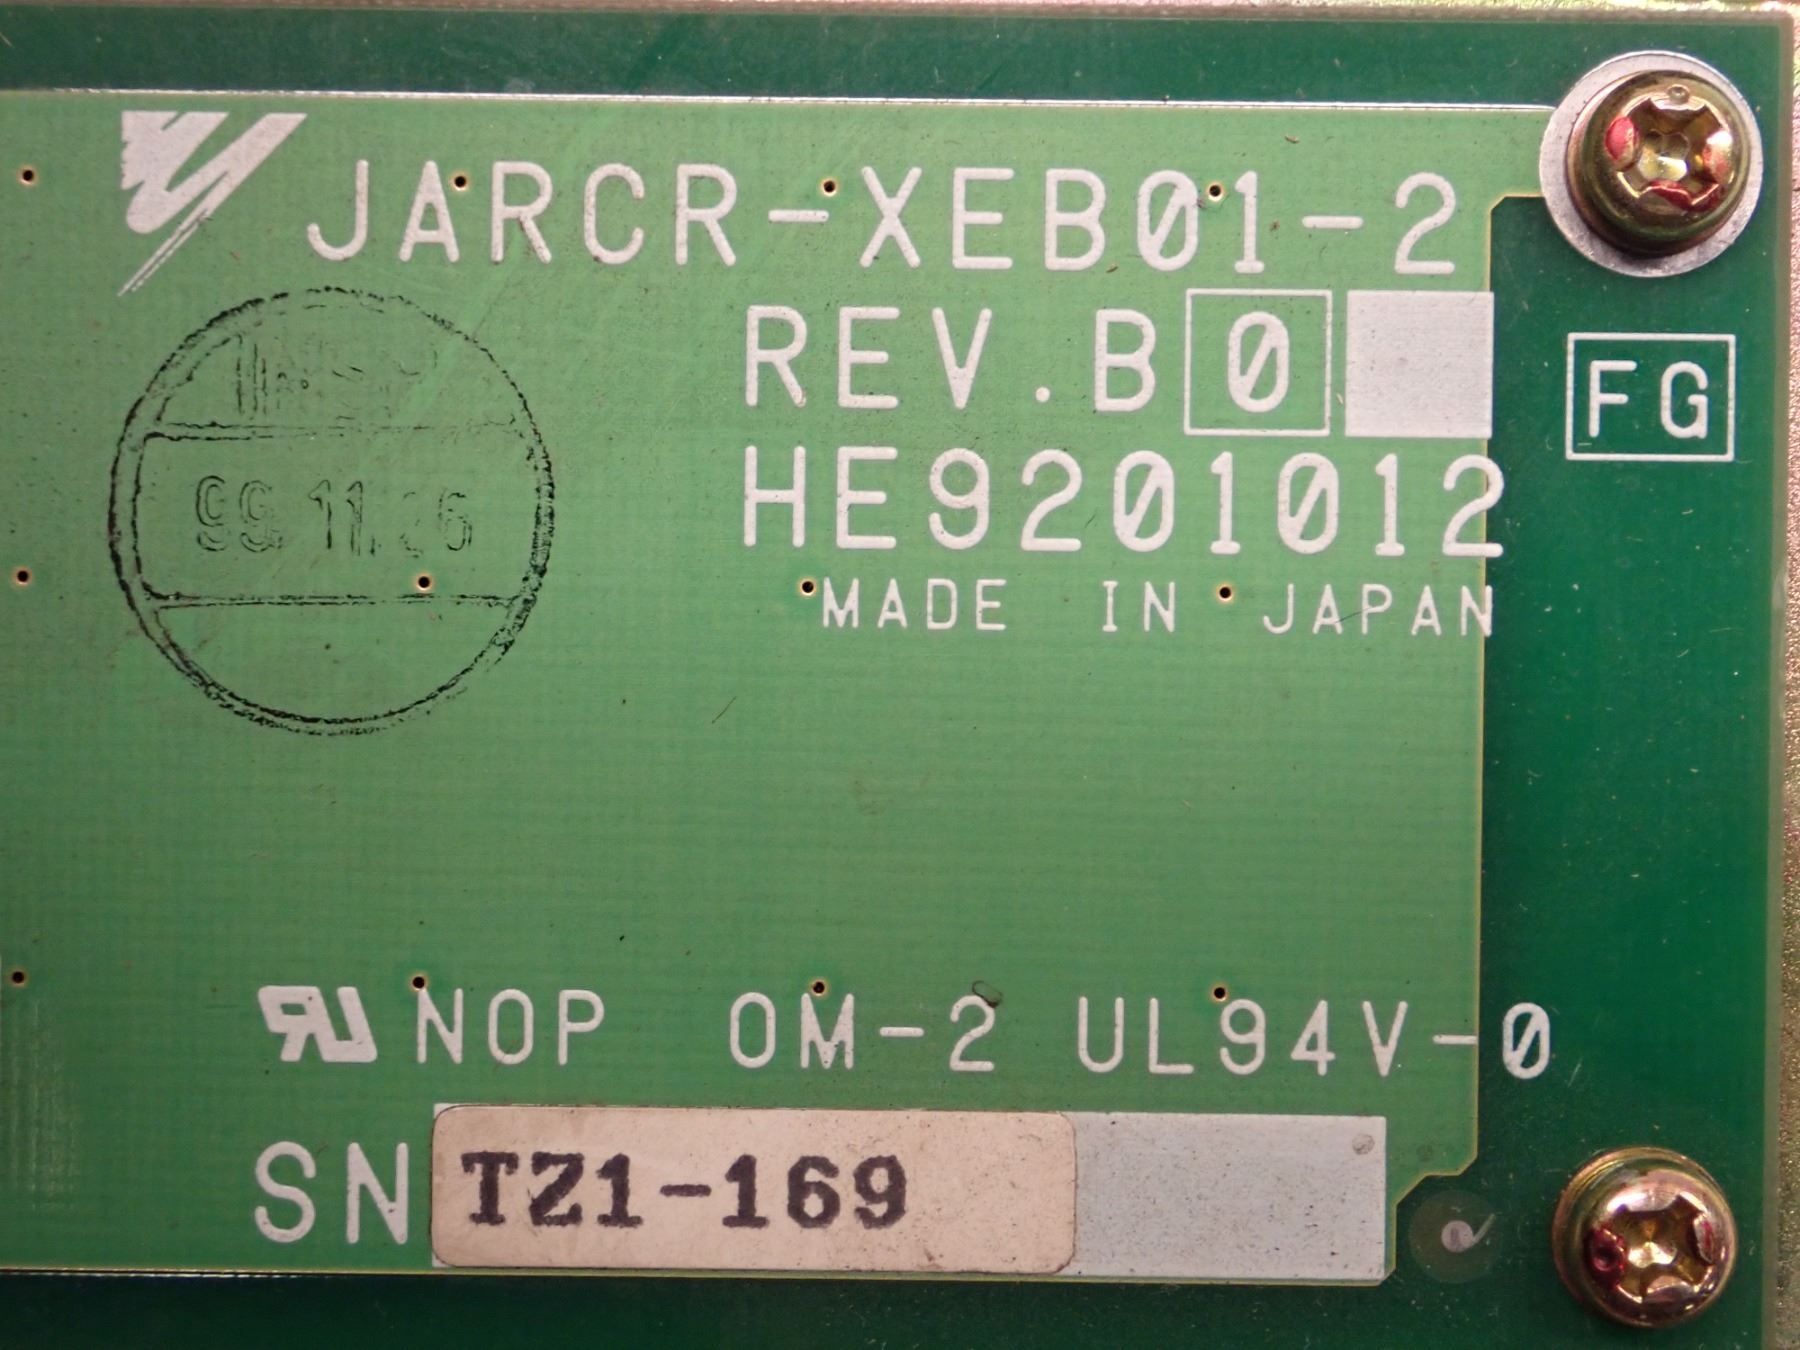 JARCR-XEB01-2
REV.B0
FG
HE9201012
MADE IN JAPAN
99.11.
NOP OM-2 UL94V-0
SN TZ1-169